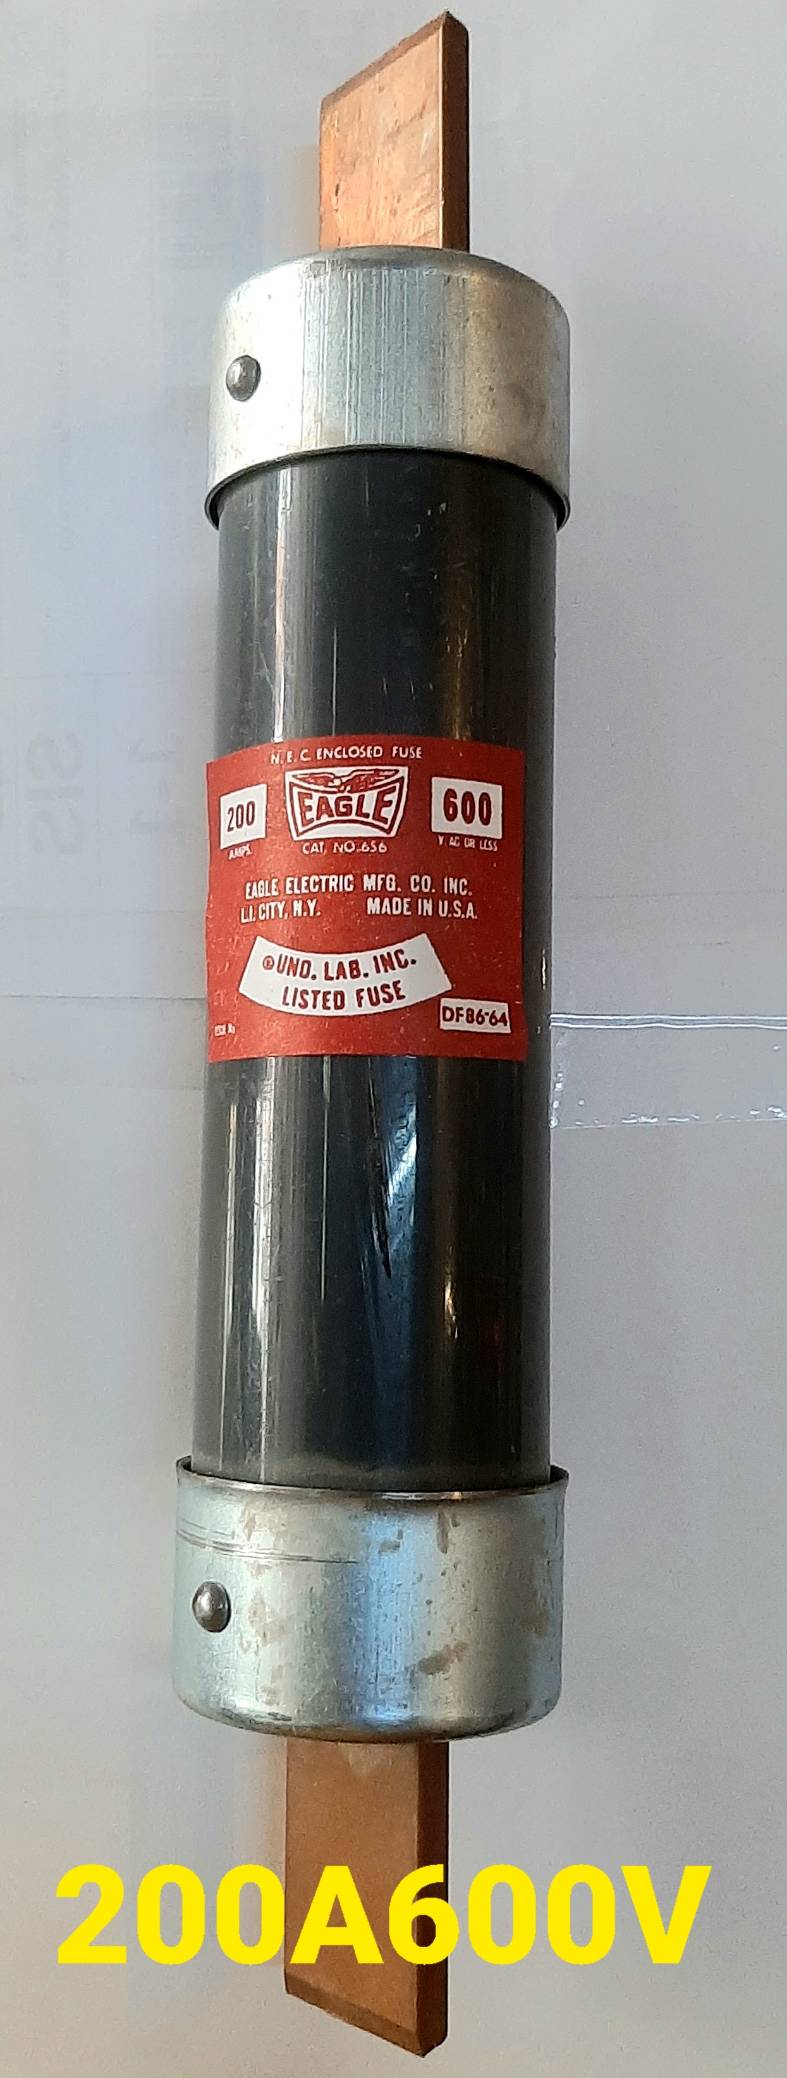 N.E.C. ENCLOSED FUSE
200 EAGLE 600
AMPS. CAT. NO. 656 V. AC OR LESS
EAGLE ELECTRIC MFG. CO. INC.
L.I. CITY, N.Y. MADE IN U.S.A.
® UND. LAB. INC.
LISTED FUSE
DF86-64
200A600V